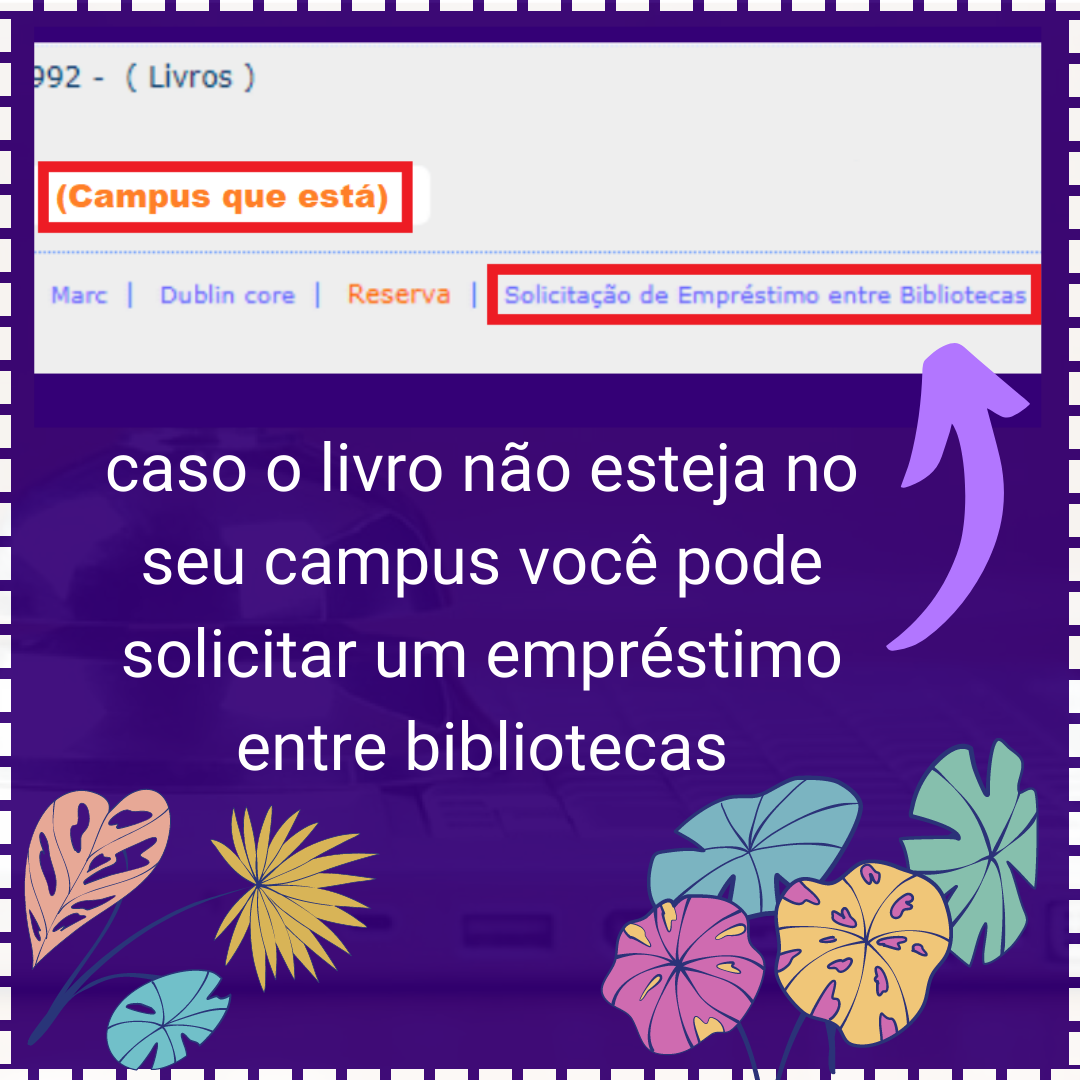 992 - ( Livros )
(Campus que está)
Marc | Dublin core | Reserva | Solicitação de Empréstimo entre Bibliotecas
caso o livro não esteja no
seu campus você pode
solicitar um empréstimo
entre bibliotecas